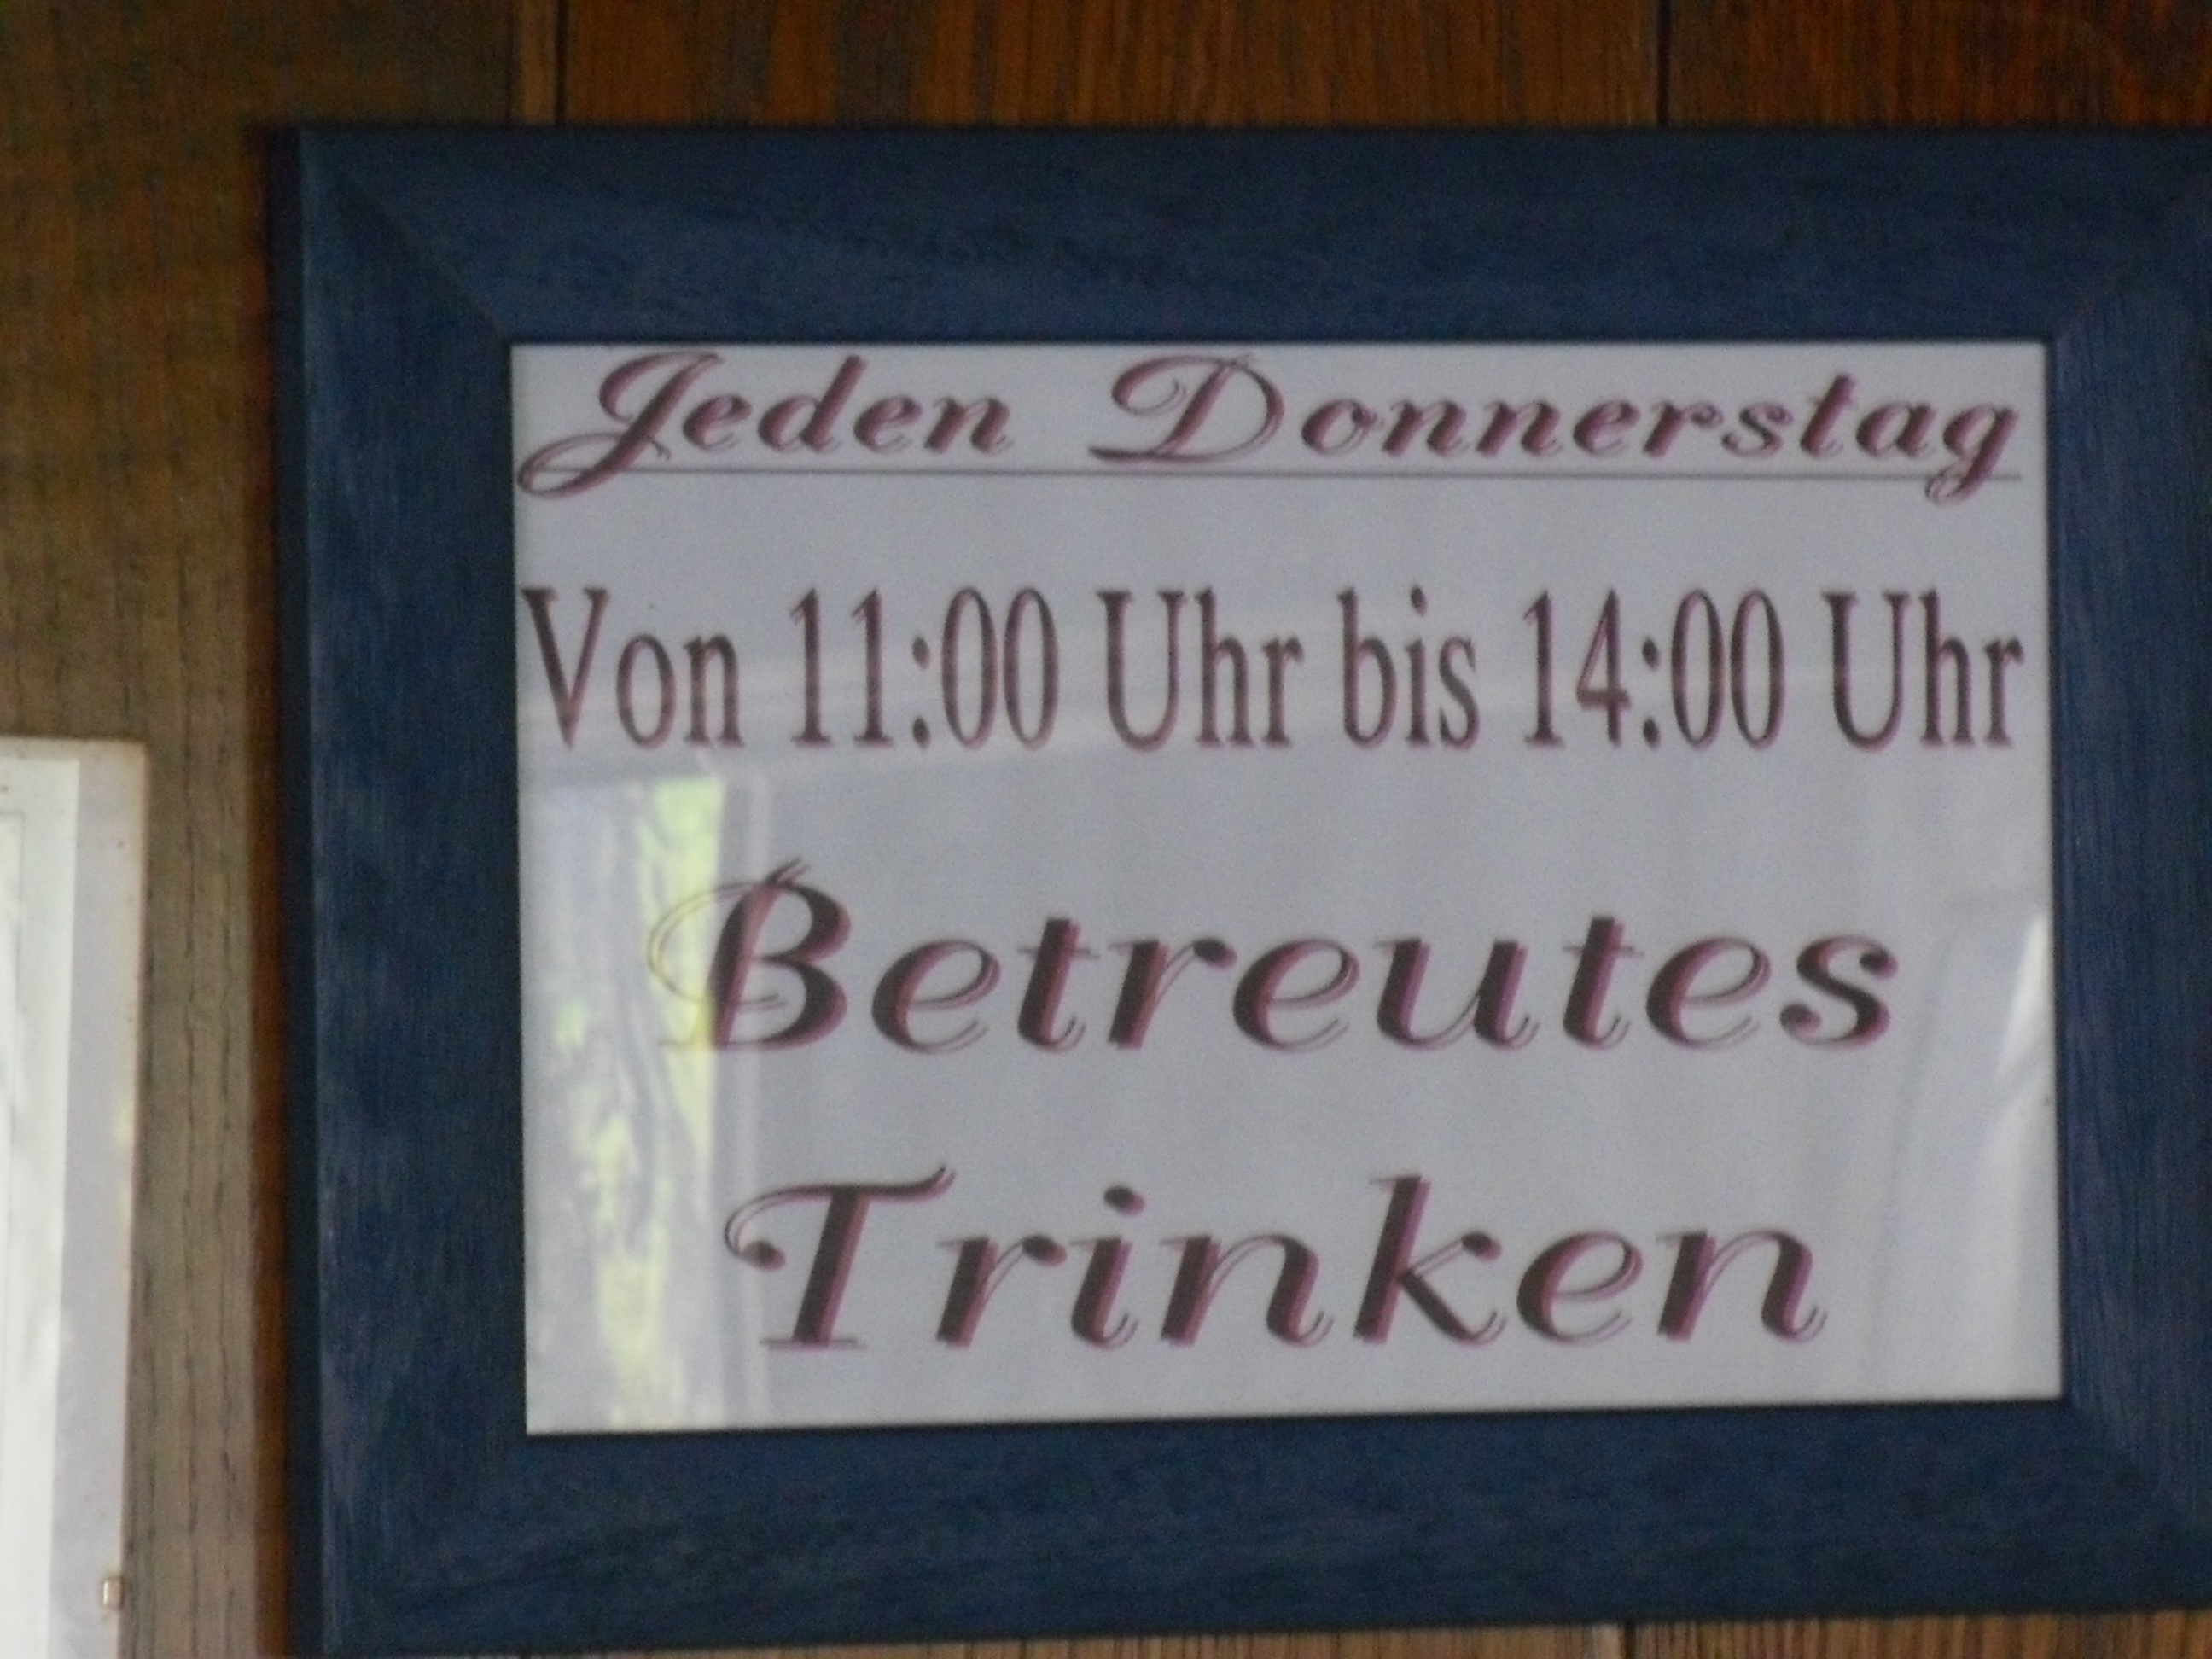 Jeden Donnerstag
Von 11:00 Uhr bis 14:00 Uhr
Betreutes
Trinken